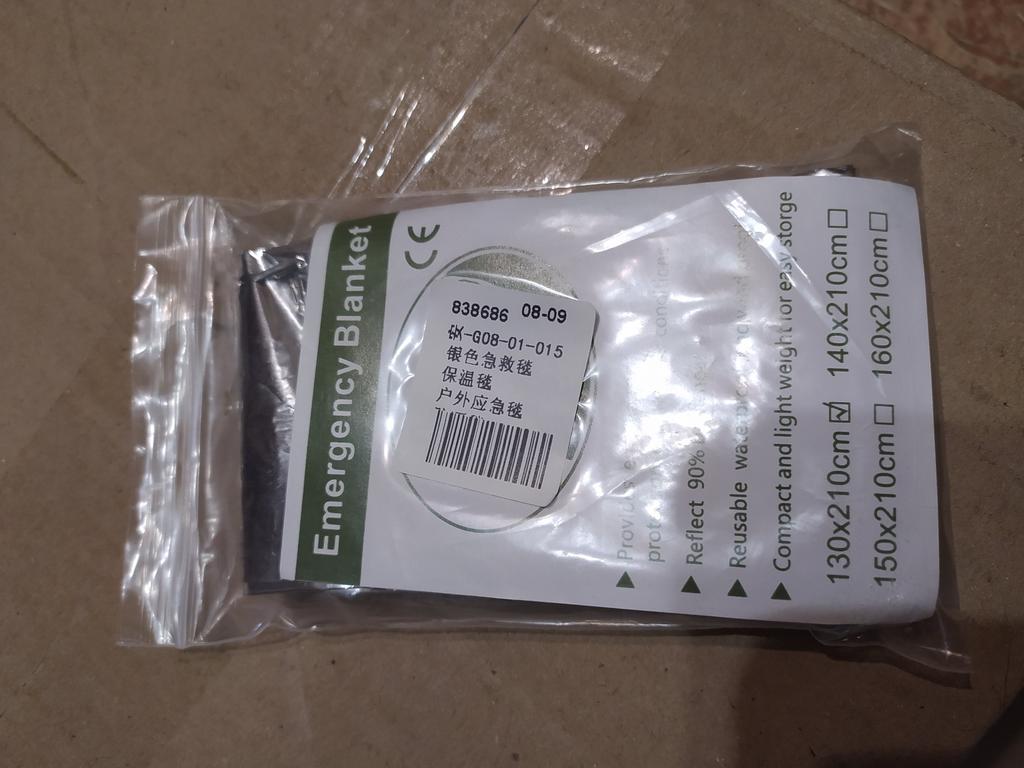 Emergency Blanket
CE
838686 08-09
-G08-01-015
银色急救毯
保温毯
户外应急毯
conditions
Reflect 90%
Reusable
Compact and light weight for easy storge
130x210cm ☑ 140x210cm ☐
150x210cm ☐ 160x210cm ☐